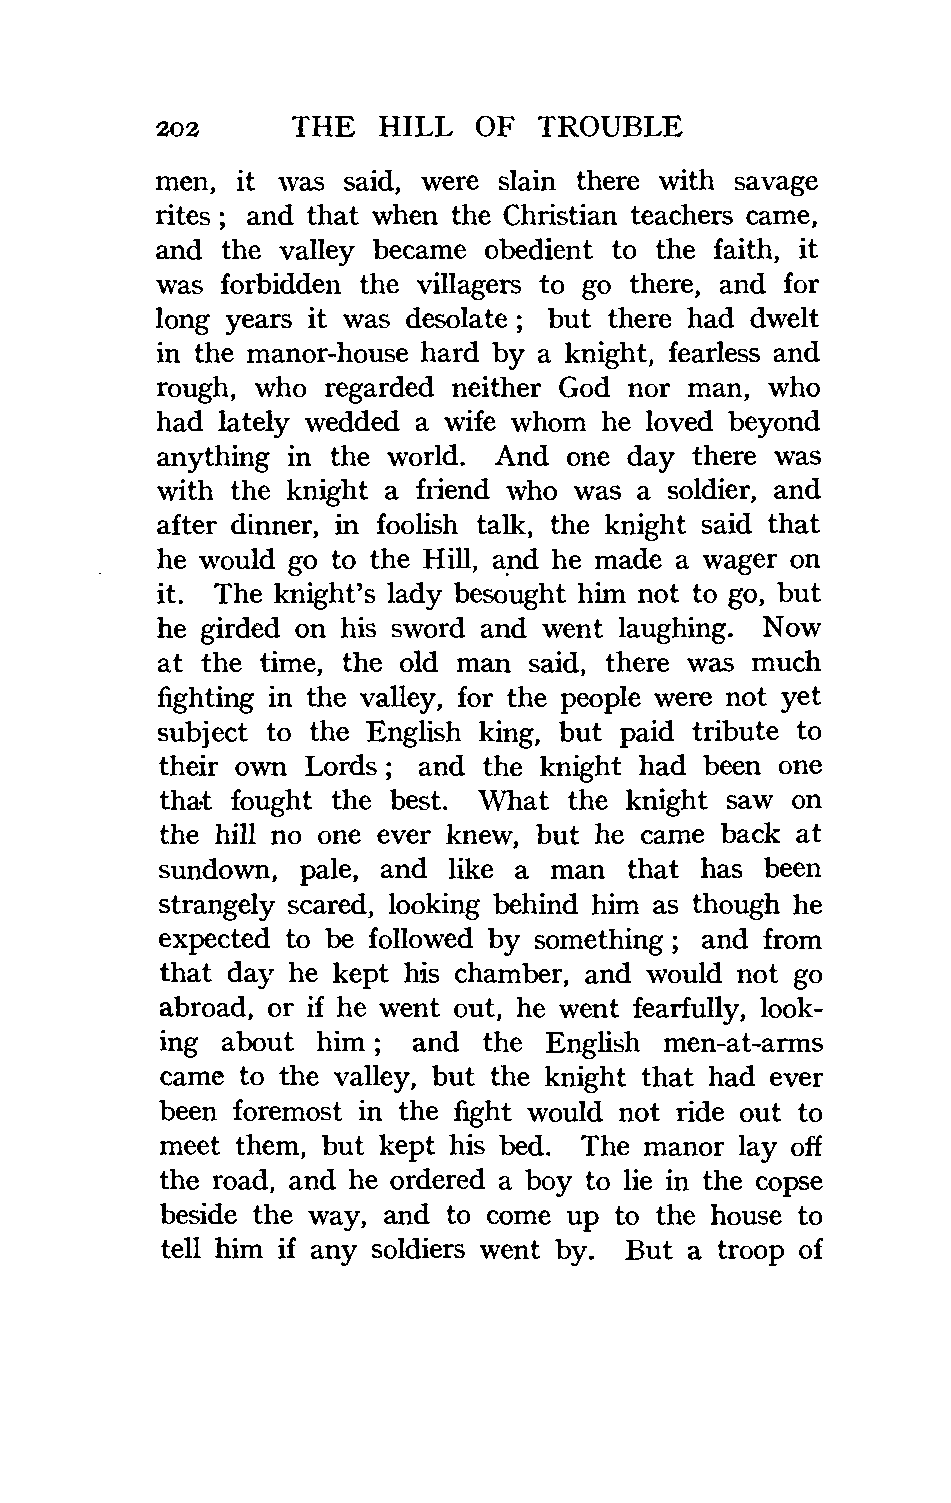 202 THE HILL OF TROUBLE
men, it was said, were slain there with savage
rites ; and that when the Christian teachers came,
and the valley became obedient to the faith, it
was forbidden the villagers to go there, and for
long years it was desolate ; but there had dwelt
in the manor-house hard by a knight, fearless and
rough, who regarded neither God nor man, who
had lately wedded a wife whom he loved beyond
anything in the world. And one day there was
with the knight a friend who was a soldier, and
after dinner, in foolish talk, the knight said that
he would go to the Hill, and he made a wager on
it. The knight's lady besought him not to go, but
he girded on his sword and went laughing. Now
at the time, the old man said, there was much
fighting in the valley, for the people were not yet
subject to the English king, but paid tribute to
their own Lords ; and the knight had been one
that fought the best. What the knight saw on
the hill no one ever knew, but he came back at
sundown, pale, and like a man that has been
strangely scared, looking behind him as though he
expected to be followed by something ; and from
that day he kept his chamber, and would not go
abroad, or if he went out, he went fearfully, look-
ing about him ; and the English men-at-arms
came to the valley, but the knight that had ever
been foremost in the fight would not ride out to
meet them, but kept his bed. The manor lay off
the road, and he ordered a boy to lie in the copse
beside the way, and to come up to the house to
tell him if any soldiers went by. But a troop of